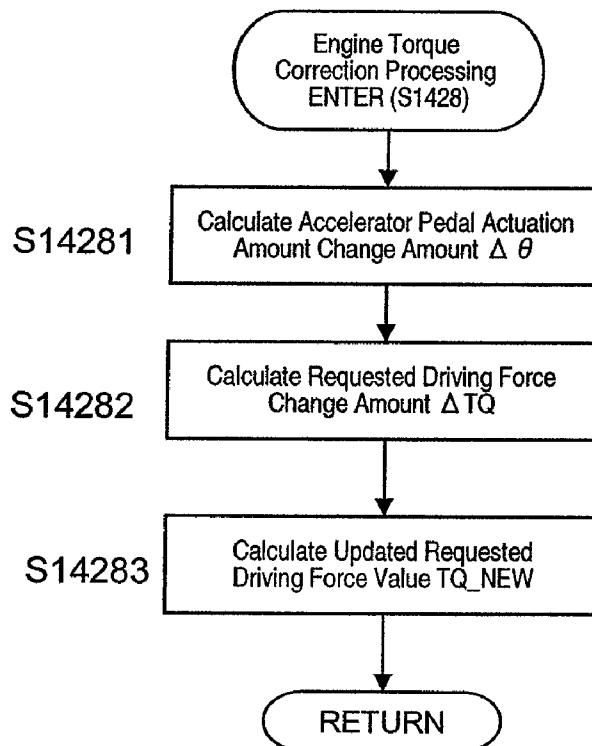 Engine Torque
Correction Processing
ENTER (S1428)
S14281
Calculate Accelerator Pedal Actuation
Amount Change Amount Δ θ
S14282
Calculate Requested Driving Force
Change Amount Δ TQ
S14283
Calculate Updated Requested
Driving Force Value TQ_NEW
RETURN